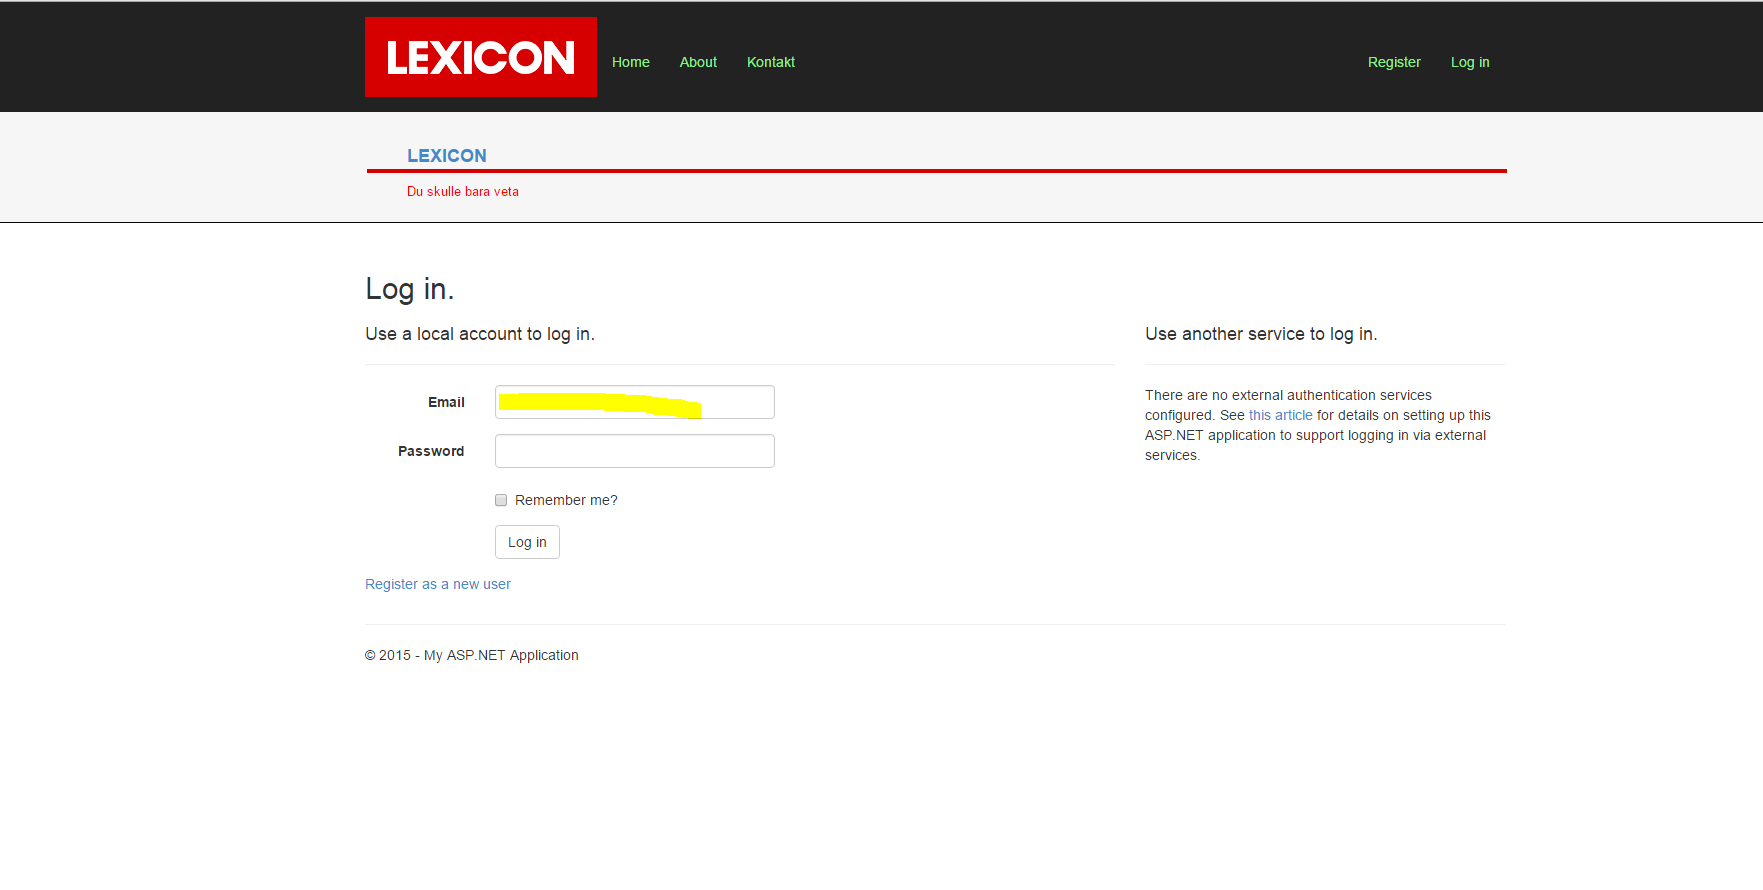 LEXICON
Home About Kontakt Register Log in
LEXICON
Du skulle bara veta
Log in.
Use a local account to log in.
Email
Password
Remember me?
Log in
Register as a new user
Use another service to log in.
There are no external authentication services
configured. See this article for details on setting up this
ASP.NET application to support logging in via external
services.
© 2015 - My ASP.NET Application